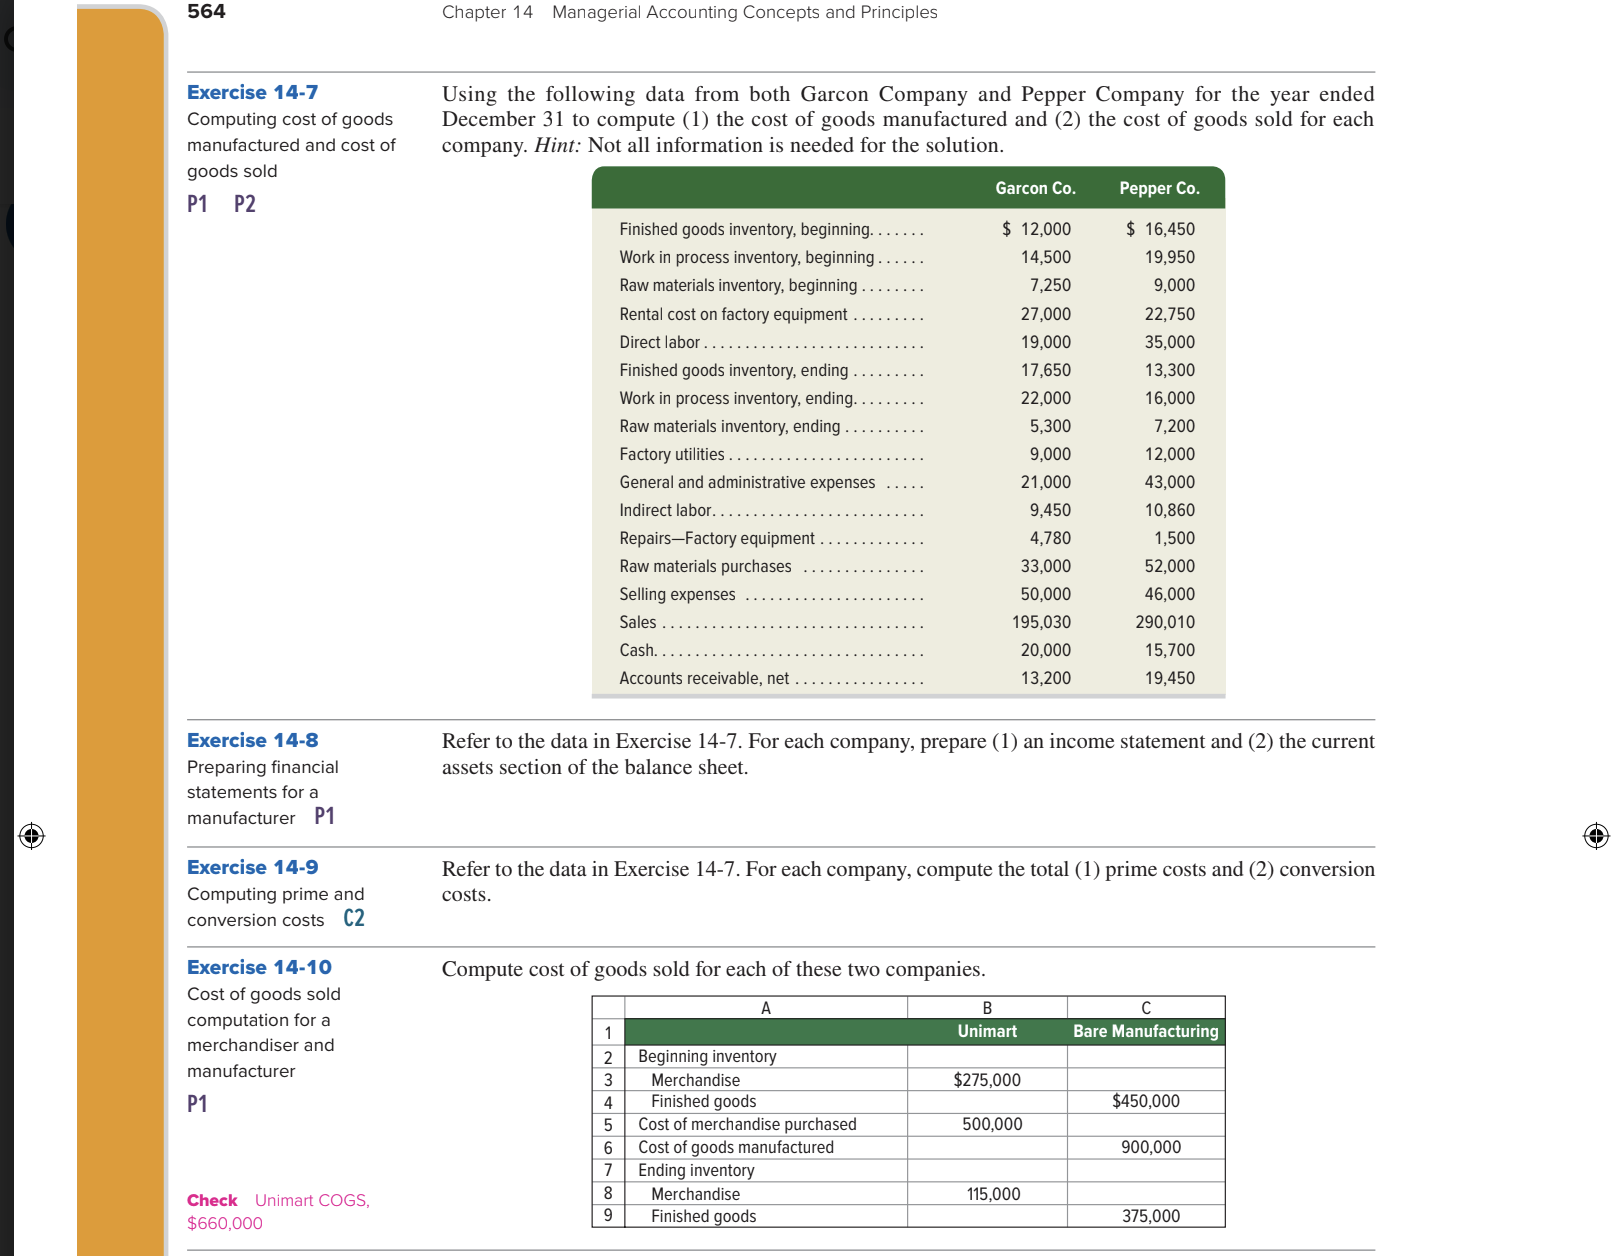 564
Chapter 14 Managerial Accounting Concepts and Principles
Exercise 14-7
Computing cost of goods
manufactured and cost of
goods sold
P1 P2
Using the following data from both Garcon Company and Pepper Company for the year ended
December 31 to compute (1) the cost of goods manufactured and (2) the cost of goods sold for each
company. Hint: Not all information is needed for the solution.
Garcon Co. Pepper Co.
Finished goods inventory, beginning. . . . . . . $ 12,000 $ 16,450
Work in process inventory, beginning . . . . . . 14,500 19,950
Raw materials inventory, beginning . . . . . . . . 7,250 9,000
Rental cost on factory equipment . . . . . . . . . 27,000 22,750
Direct labor . . . . . . . . . . . . . . . . . . . . . . . . . . . 19,000 35,000
Finished goods inventory, ending . . . . . . . . . 17,650 13,300
Work in process inventory, ending. . . . . . . . . 22,000 16,000
Raw materials inventory, ending . . . . . . . . . . 5,300 7,200
Factory utilities . . . . . . . . . . . . . . . . . . . . . . . . 9,000 12,000
General and administrative expenses . . . . . 21,000 43,000
Indirect labor. . . . . . . . . . . . . . . . . . . . . . . . . . 9,450 10,860
Repairs—Factory equipment . . . . . . . . . . . . . 4,780 1,500
Raw materials purchases . . . . . . . . . . . . . . . 33,000 52,000
Selling expenses . . . . . . . . . . . . . . . . . . . . . . 50,000 46,000
Sales . . . . . . . . . . . . . . . . . . . . . . . . . . . . . . . . 195,030 290,010
Cash. . . . . . . . . . . . . . . . . . . . . . . . . . . . . . . . . 20,000 15,700
Accounts receivable, net . . . . . . . . . . . . . . . . 13,200 19,450
Exercise 14-8
Preparing financial
statements for a
manufacturer P1
Refer to the data in Exercise 14-7. For each company, prepare (1) an income statement and (2) the current
assets section of the balance sheet.
Exercise 14-9
Computing prime and
conversion costs C2
Refer to the data in Exercise 14-7. For each company, compute the total (1) prime costs and (2) conversion
costs.
Exercise 14-10
Cost of goods sold
computation for a
merchandiser and
manufacturer
P1
Check Unimart COGS,
$660,000
Compute cost of goods sold for each of these two companies.
A B C
1 Unimart Bare Manufacturing
2 Beginning inventory
3 Merchandise $275,000
4 Finished goods $450,000
5 Cost of merchandise purchased 500,000
6 Cost of goods manufactured 900,000
7 Ending inventory
8 Merchandise 115,000
9 Finished goods 375,000